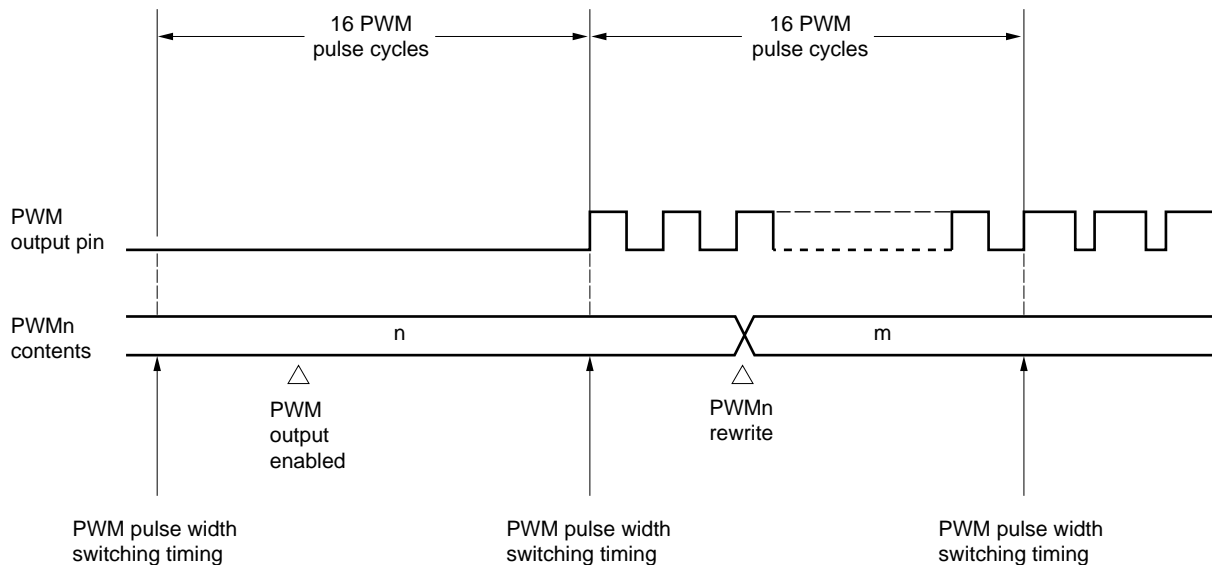 16 PWM
pulse cycles
16 PWM
pulse cycles
PWM
output pin
PWMn
contents
n
m
PWM
output
enabled
PWMn
rewrite
PWM pulse width
switching timing
PWM pulse width
switching timing
PWM pulse width
switching timing